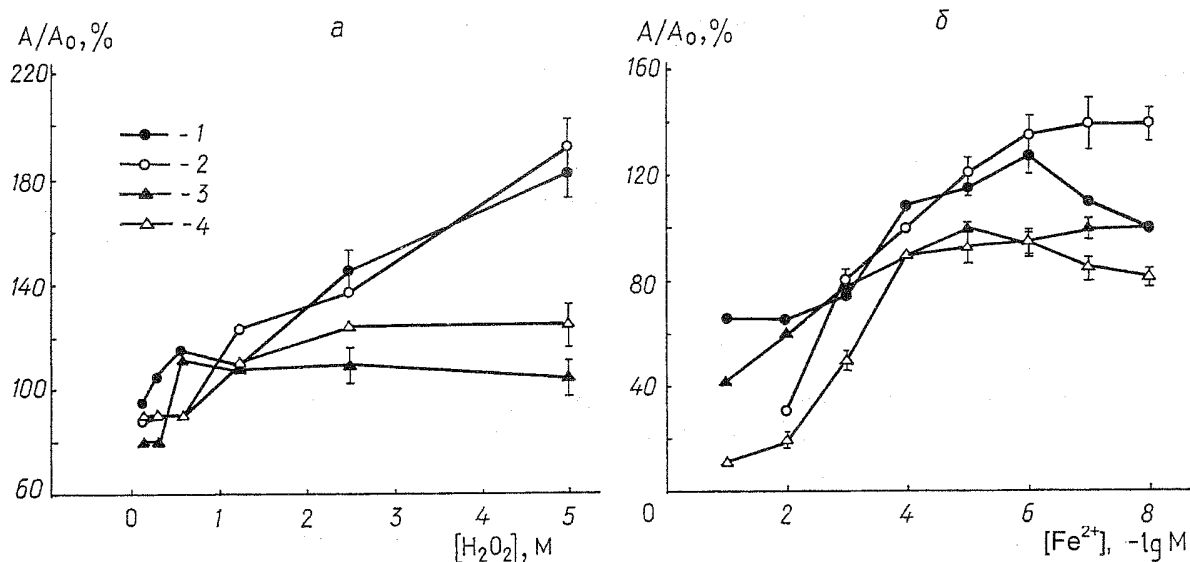 а
A/A₀, %
220
180
140
100
60
-1
-2
-3
-4
0 1 2 3 4 5
[H₂O₂], M
б
A/A₀, %
160
120
80
40
0 2 4 6 8
[Fe²⁺], -lg M